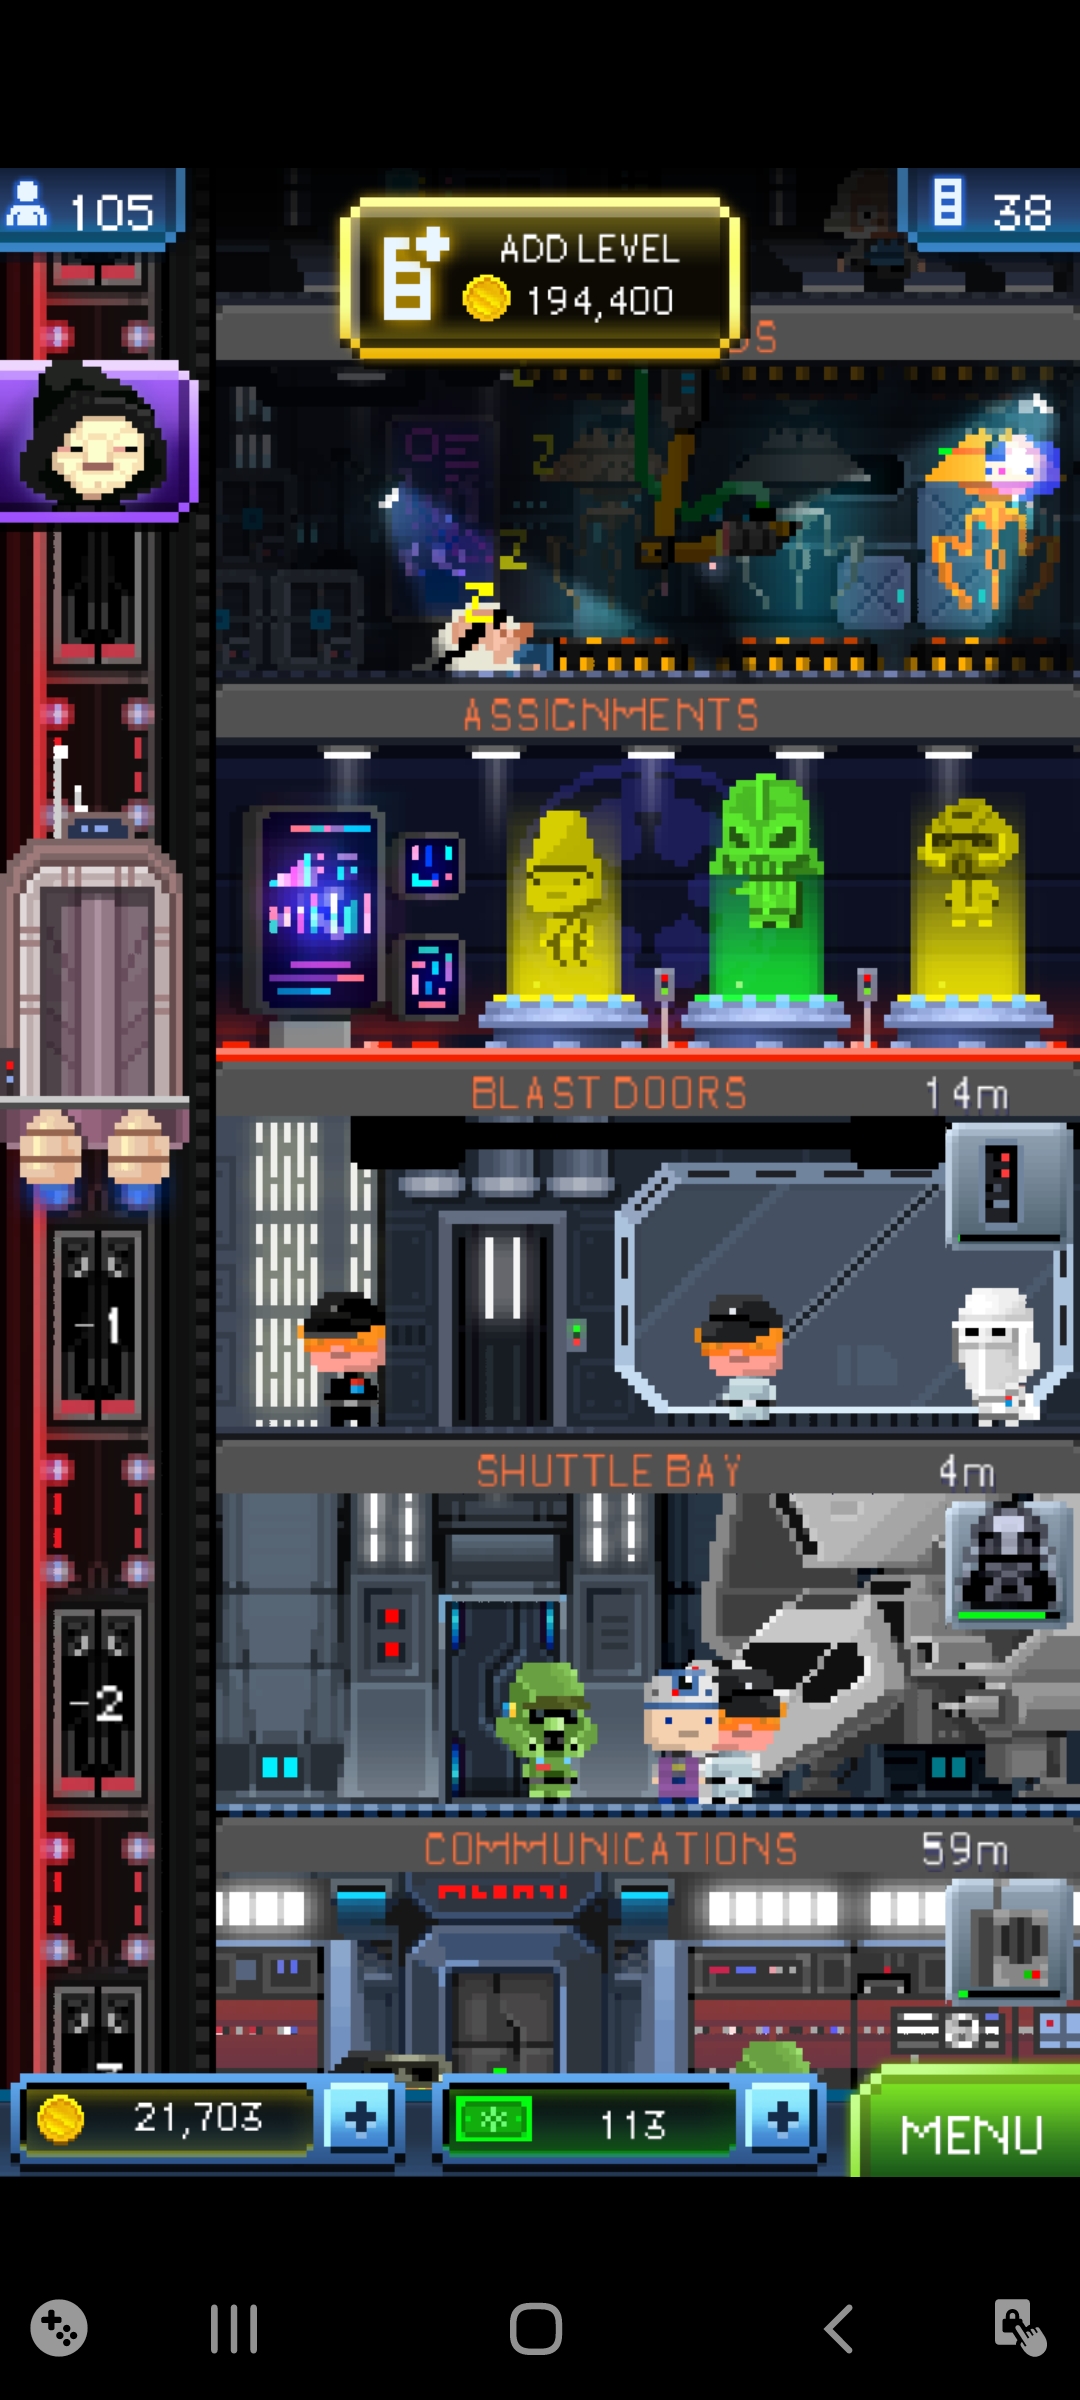 105
ADD LEVEL
194,400
38
DS
Z
Z
Z
ASSIGNMENTS
BLAST DOORS 14m
-1
SHUTTLE BAY 4m
-2
COMMUNICATIONS 59m
21,703
113
MENU